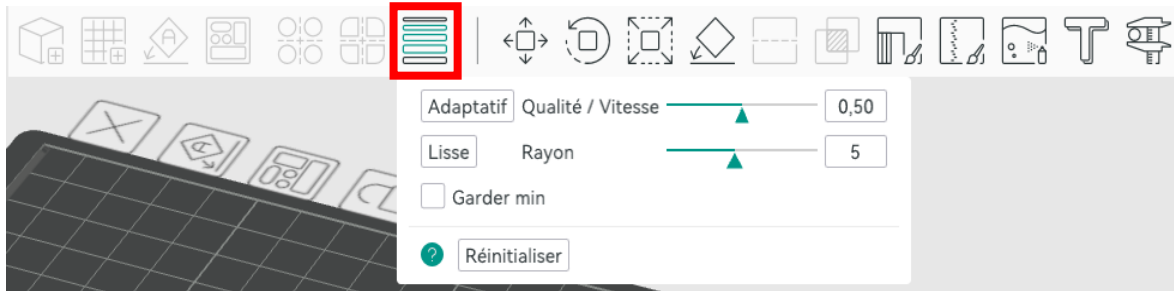 Adaptatif Qualité / Vitesse 0,50
Lisse Rayon 5
Garder min
? Réinitialiser